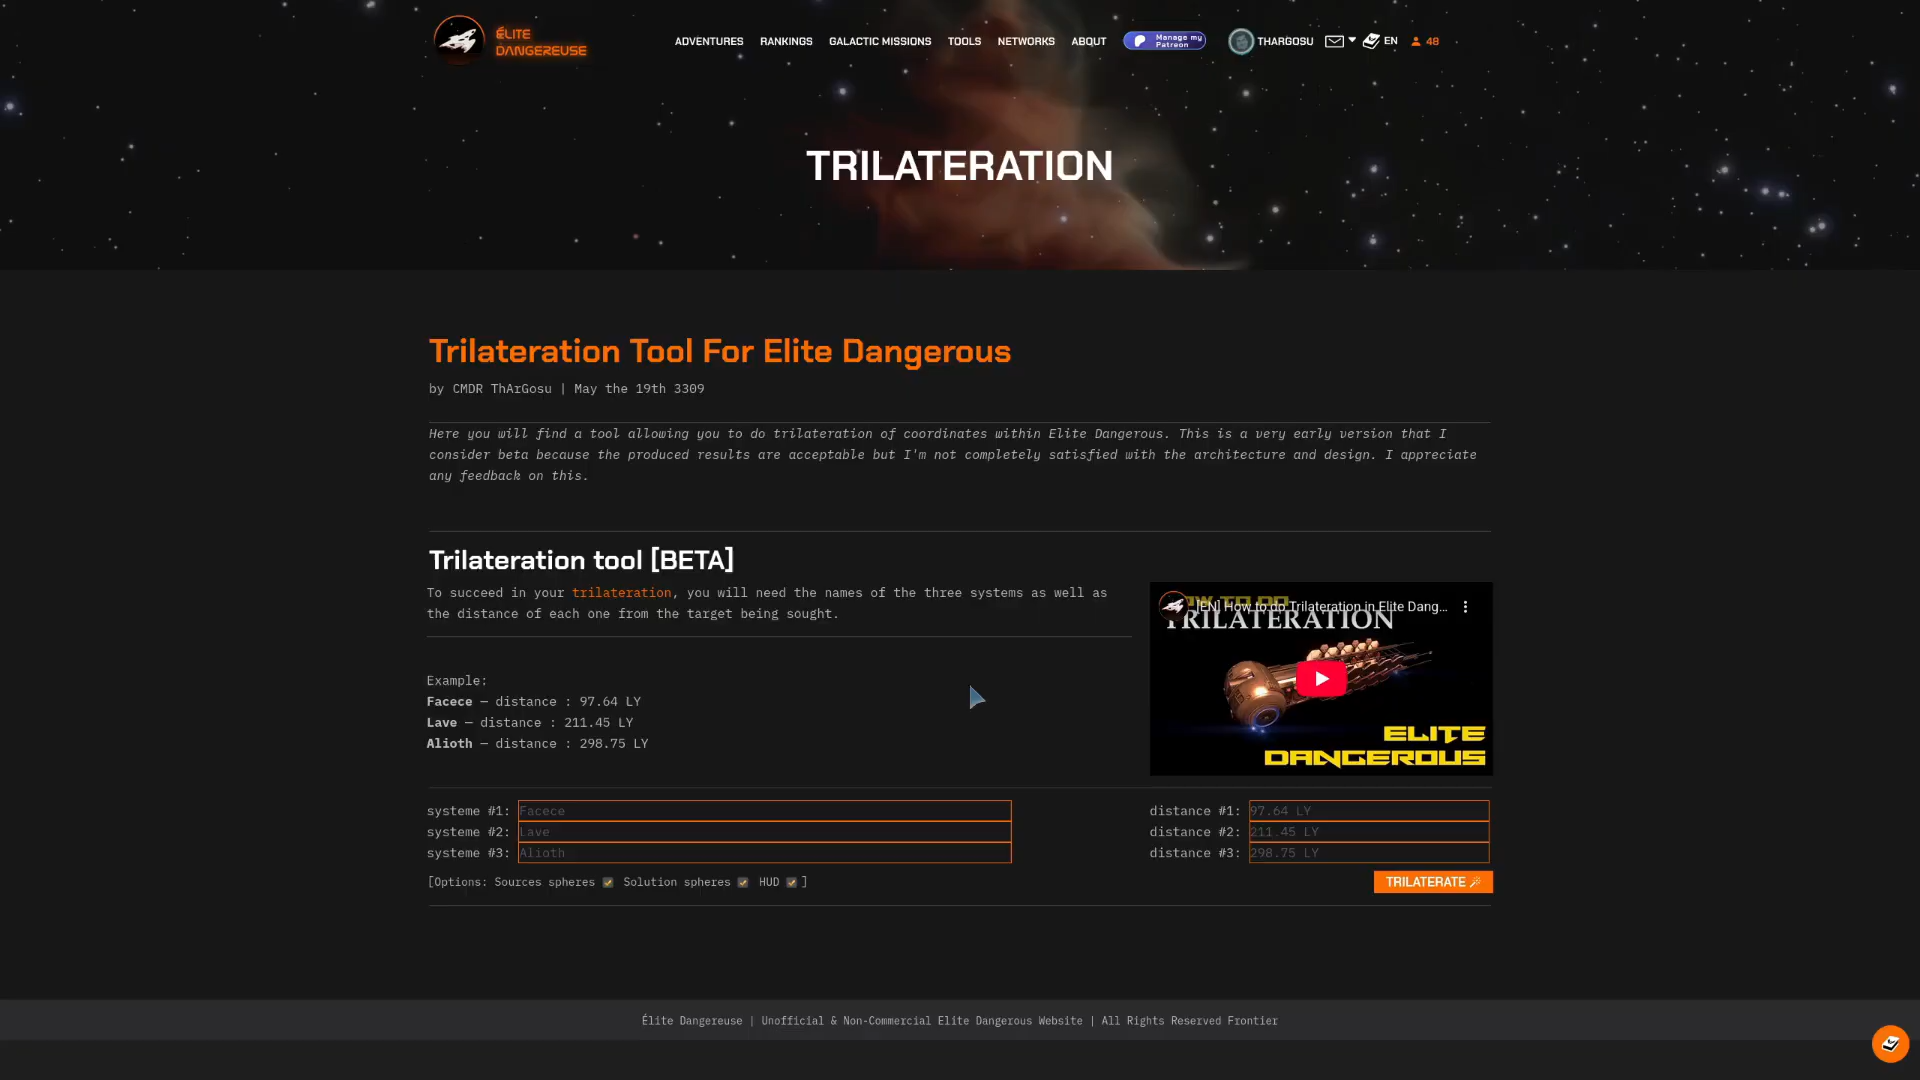 ÉLITE
DANGEREUSE
ADVENTURES RANKINGS GALACTIC MISSIONS TOOLS NETWORKS ABOUT Manage my Patreon THARGOSU EN 48
TRILATERATION
Trilateration Tool For Elite Dangerous
by CMDR ThArGosu | May the 19th 3309
Here you will find a tool allowing you to do trilateration of coordinates within Elite Dangerous. This is a very early version that I
consider beta because the produced results are acceptable but I'm not completely satisfied with the architecture and design. I appreciate
any feedback on this.
Trilateration tool [BETA]
To succeed in your trilateration, you will need the names of the three systems as well as
the distance of each one from the target being sought.
Example:
Facece — distance : 97.64 LY
Lave — distance : 211.45 LY
Alioth — distance : 298.75 LY
[EN] How to do Trilateration in Elite Dang...
TRILATERATION
ELITE
DANGEROUS
systeme #1: Facece distance #1: 97.64 LY
systeme #2: Lave distance #2: 211.45 LY
systeme #3: Alioth distance #3: 298.75 LY
[Options: Sources spheres Solution spheres HUD ]
TRILATERATE
Élite Dangereuse | Unofficial & Non-Commercial Elite Dangerous Website | All Rights Reserved Frontier